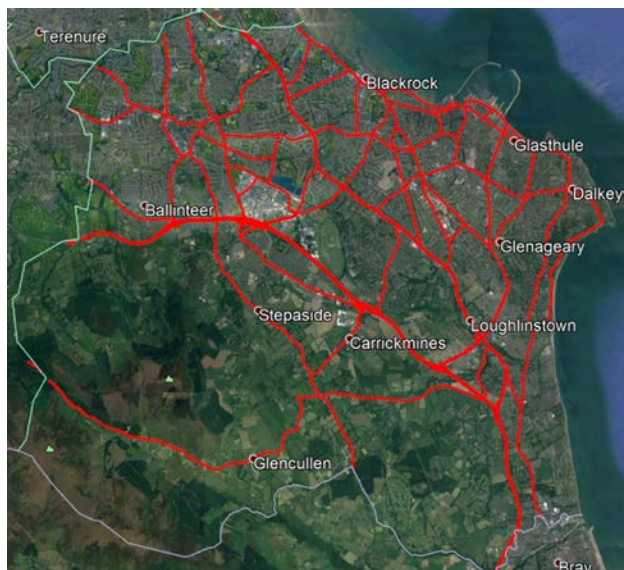 Terenure
Blackrock
Glasthule
Dalkey
Ballinteer
Glenageary
Stepaside
Loughlinstown
Carrickmines
Glencullen
Bray